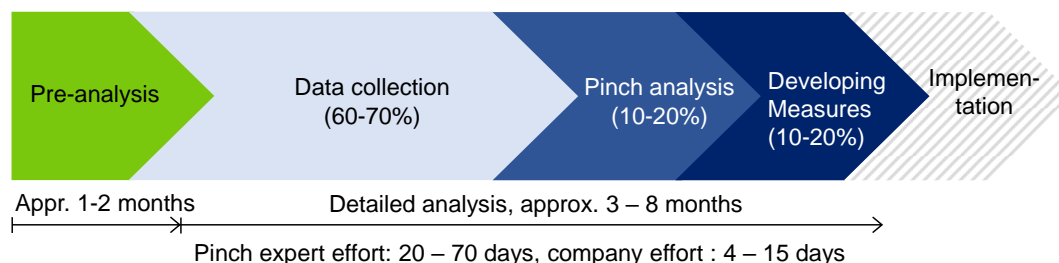 Pre-analysis
Data collection
(60-70%)
Pinch analysis
(10-20%)
Developing
Measures
(10-20%)
Implemen-
tation
Appr. 1-2 months
Detailed analysis, approx. 3 – 8 months
Pinch expert effort: 20 – 70 days, company effort : 4 – 15 days